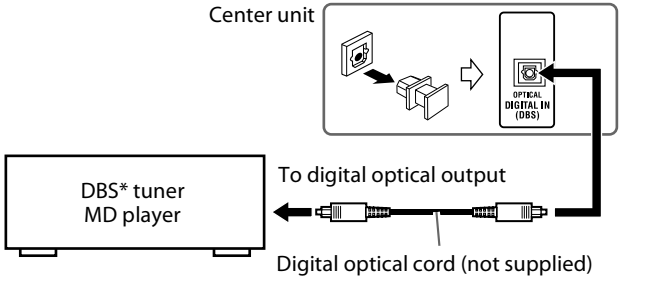 Center unit
OPTICAL
DIGITAL IN
(DBS)
To digital optical output
DBS* tuner
MD player
Digital optical cord (not supplied)